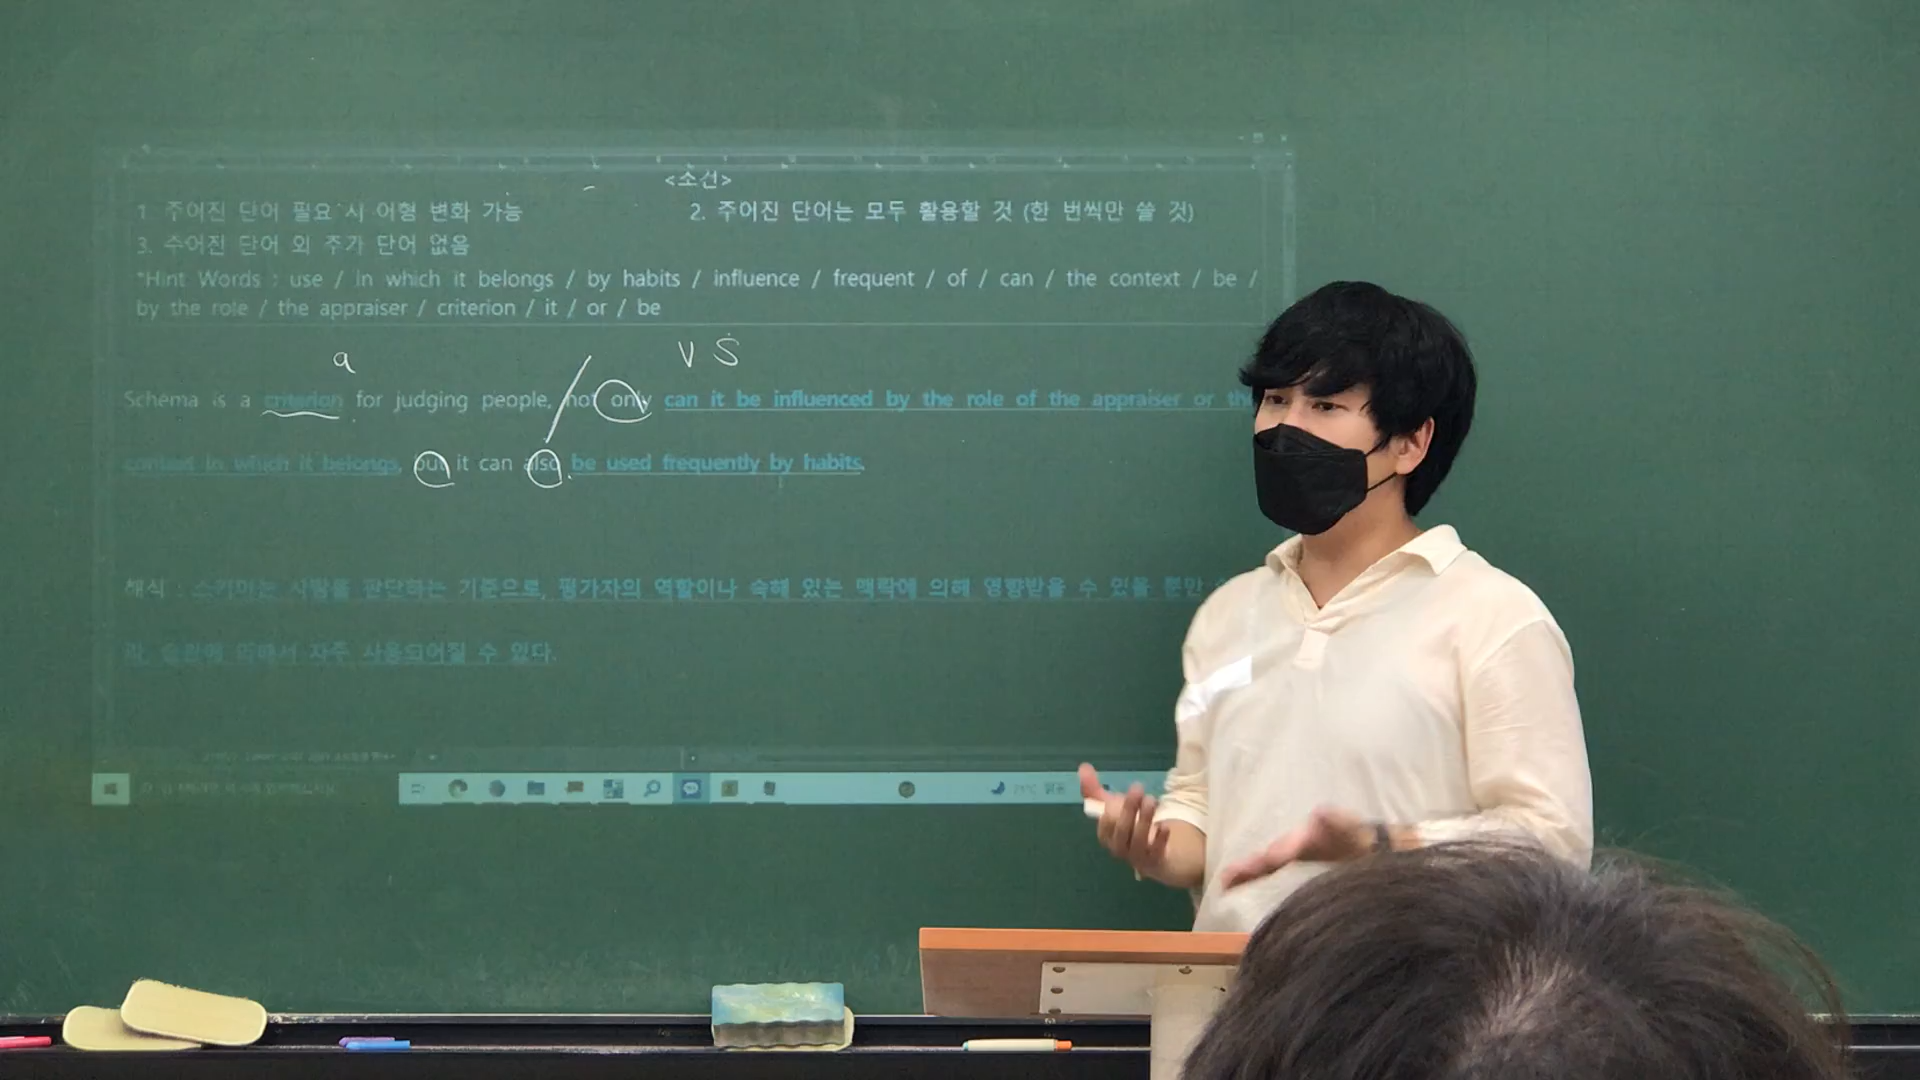 <조건>
1. 주어진 단어 필요 시 어형 변화 가능 2. 주어진 단어는 모두 활용할 것 (한 번씩만 쓸 것)
3. 주어진 단어 외 추가 단어 없음
*Hint Words : use / in which it belongs / by habits / influence / frequent / of / can / the context / be /
by the role / the appraiser / criterion / it / or / be
a V S
Schema is a criterion for judging people, not only can it be influenced by the role of the appraiser or the
context in which it belongs, but it can also be used frequently by habits.
해석 : 스키마는 사람을 판단하는 기준으로, 평가자의 역할이나 속해 있는 맥락에 의해 영향받을 수 있을 뿐만
라, 습관에 의해서 자주 사용되어질 수 있다.